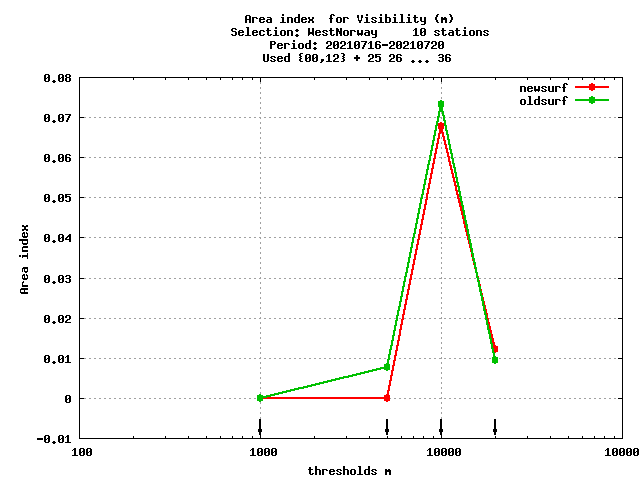 Area index  for Visibility (m)
Selection: WestNorway     10 stations
Period: 20210716-20210720
Used {00,12} + 25 26 ... 36
newsurf
oldsurf
0.08
0.07
0.06
0.05
0.04
0.03
0.02
0.01
0
-0.01
Area index
100
1000
10000
10000
thresholds m